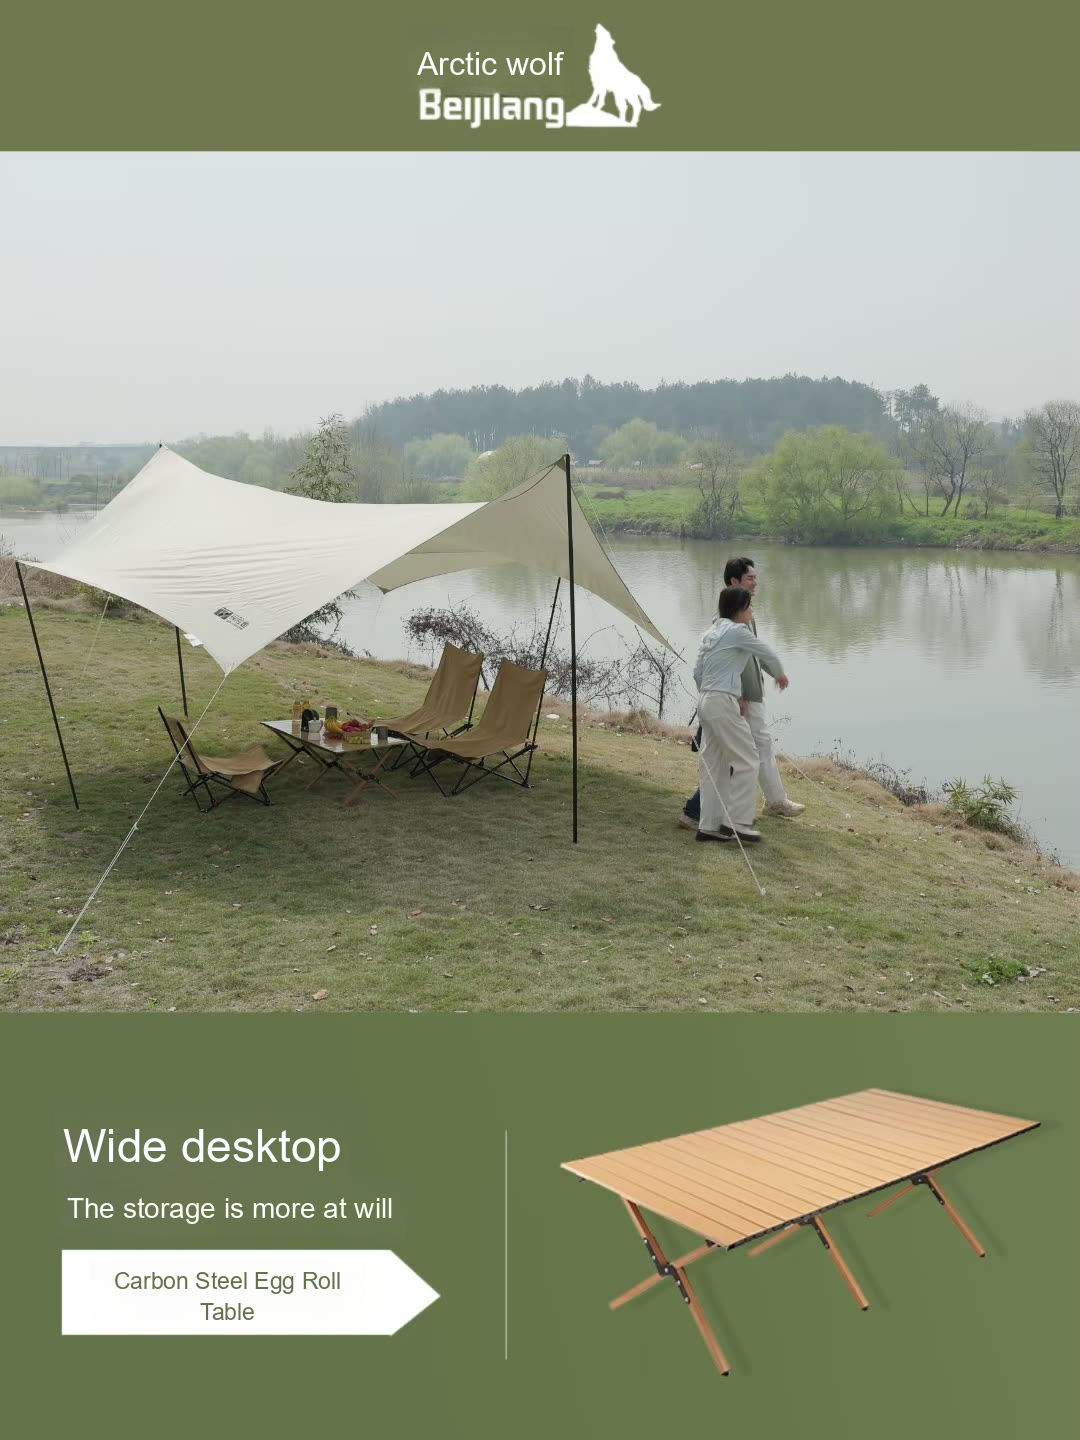 Arctic wolf
Beijilang
Wide desktop
The storage is more at will
Carbon Steel Egg Roll
Table